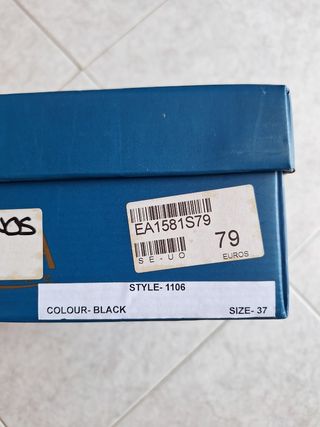 EA1581S79
SE-UO
79
EUROS
STYLE- 1106
COLOUR- BLACK SIZE- 37